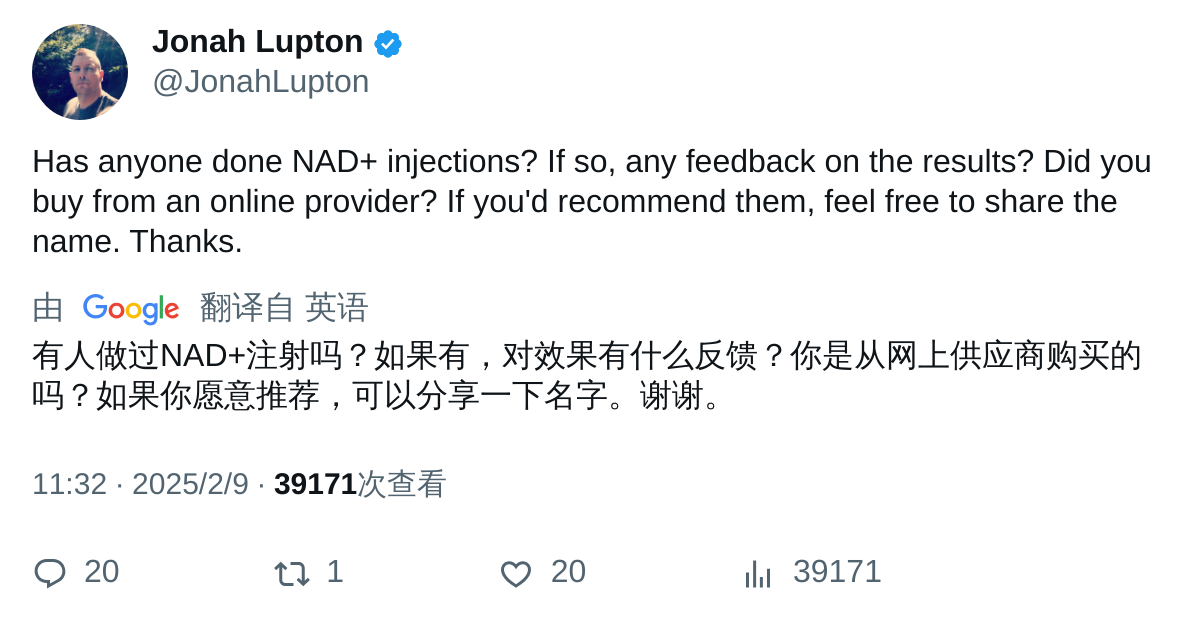 Jonah Lupton
@JonahLupton
Has anyone done NAD+ injections? If so, any feedback on the results? Did you
buy from an online provider? If you'd recommend them, feel free to share the
name. Thanks.
由 Google 翻译自 英语
有人做过NAD+注射吗？如果有，对效果有什么反馈？你是从网上供应商购买的
吗？如果你愿意推荐，可以分享一下名字。谢谢。
11:32 · 2025/2/9 · 39171次查看
20 1 20 39171